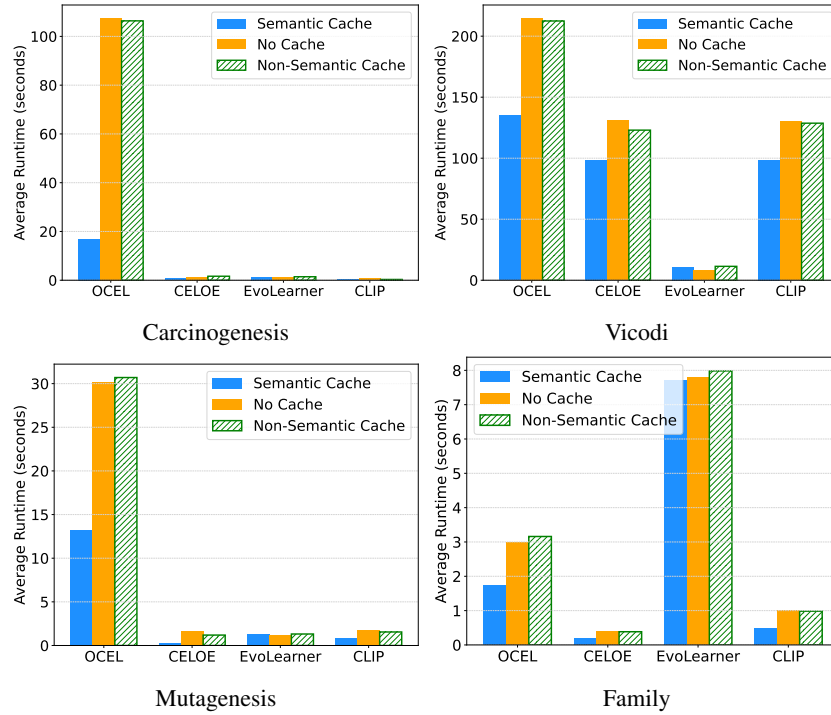 Average Runtime (seconds)
100
80
60
40
20
0
Semantic Cache
No Cache
Non-Semantic Cache
OCEL CELOE EvoLearner CLIP
Carcinogenesis
Average Runtime (seconds)
200
150
100
50
0
Semantic Cache
No Cache
Non-Semantic Cache
OCEL CELOE EvoLearner CLIP
Vicodi
Average Runtime (seconds)
30
25
20
15
10
5
0
Semantic Cache
No Cache
Non-Semantic Cache
OCEL CELOE EvoLearner CLIP
Mutagenesis
Average Runtime (seconds)
8
7
6
5
4
3
2
1
0
Semantic Cache
No Cache
Non-Semantic Cache
OCEL CELOE EvoLearner CLIP
Family